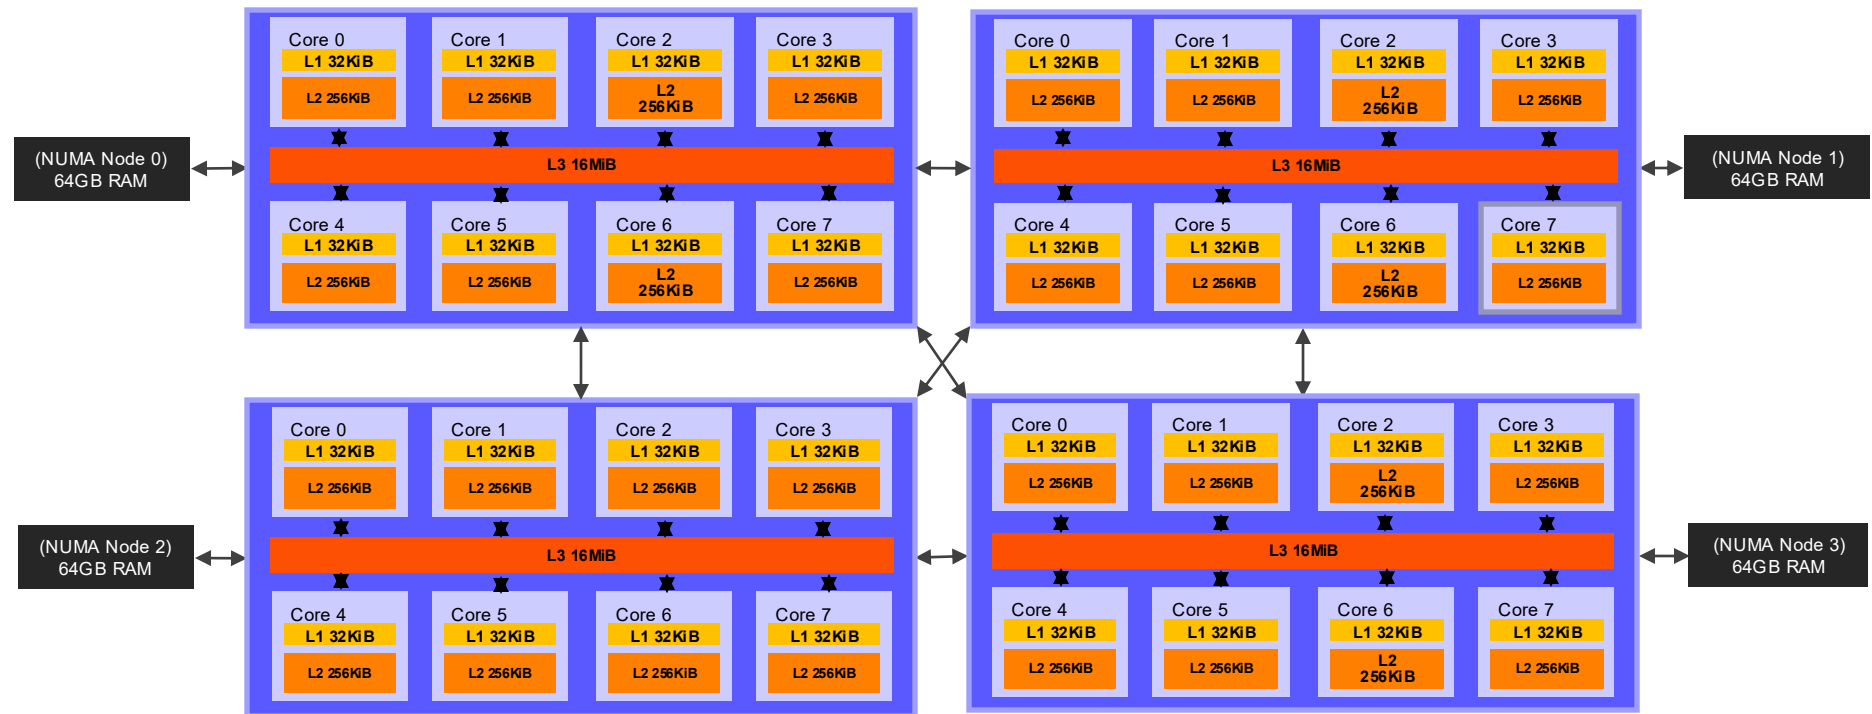 Core 0
L1 32KiB
L2 256KiB
Core 1
L1 32KiB
L2 256KiB
Core 2
L1 32KiB
L2
256KiB
Core 3
L1 32KiB
L2 256KiB
L3 16MiB
Core 4
L1 32KiB
L2 256KiB
Core 5
L1 32KiB
L2 256KiB
Core 6
L1 32KiB
L2
256KiB
Core 7
L1 32KiB
L2 256KiB
(NUMA Node 0)
64GB RAM
Core 0
L1 32KiB
L2 256KiB
Core 1
L1 32KiB
L2 256KiB
Core 2
L1 32KiB
L2
256KiB
Core 3
L1 32KiB
L2 256KiB
L3 16MiB
Core 4
L1 32KiB
L2 256KiB
Core 5
L1 32KiB
L2 256KiB
Core 6
L1 32KiB
L2
256KiB
Core 7
L1 32KiB
L2 256KiB
(NUMA Node 1)
64GB RAM
Core 0
L1 32KiB
L2 256KiB
Core 1
L1 32KiB
L2 256KiB
Core 2
L1 32KiB
L2 256KiB
Core 3
L1 32KiB
L2 256KiB
L3 16MiB
Core 4
L1 32KiB
L2 256KiB
Core 5
L1 32KiB
L2 256KiB
Core 6
L1 32KiB
L2 256KiB
Core 7
L1 32KiB
L2 256KiB
(NUMA Node 2)
64GB RAM
Core 0
L1 32KiB
L2 256KiB
Core 1
L1 32KiB
L2 256KiB
Core 2
L1 32KiB
L2
256KiB
Core 3
L1 32KiB
L2 256KiB
L3 16MiB
Core 4
L1 32KiB
L2 256KiB
Core 5
L1 32KiB
L2 256KiB
Core 6
L1 32KiB
L2
256KiB
Core 7
L1 32KiB
L2 256KiB
(NUMA Node 3)
64GB RAM